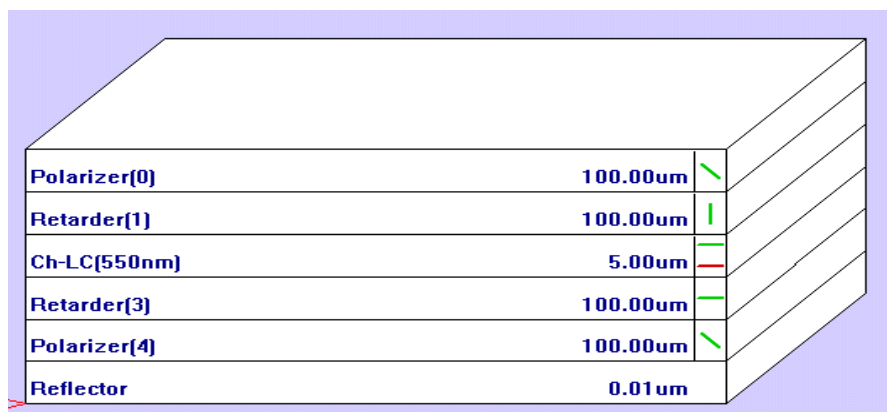 Polarizer(0) 100.00um
Retarder(1) 100.00um
Ch-LC(550nm) 5.00um
Retarder(3) 100.00um
Polarizer(4) 100.00um
Reflector 0.01um